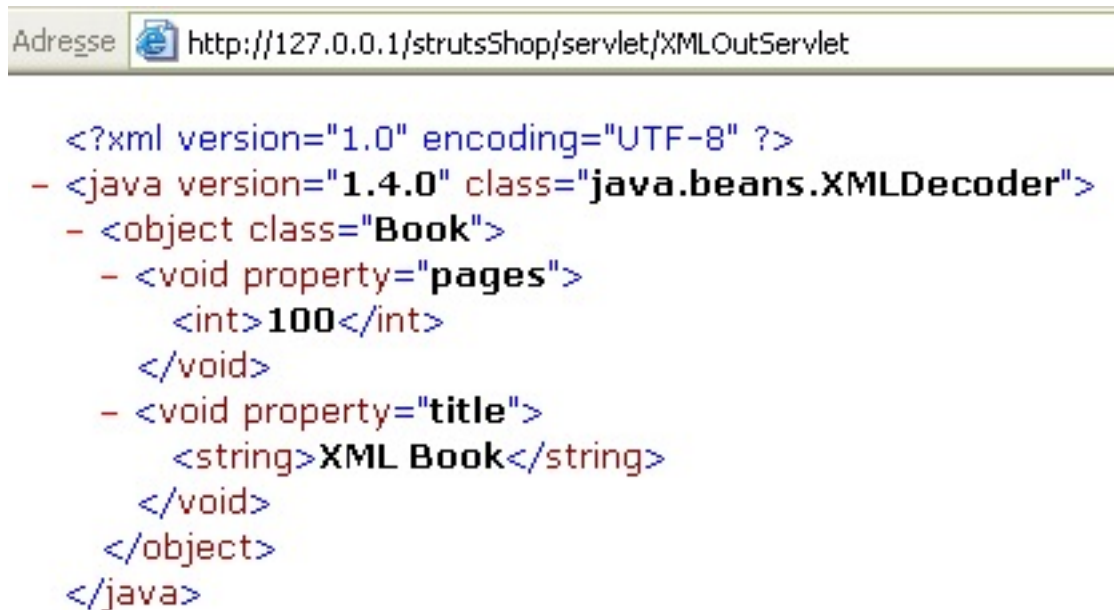 Adresse http://127.0.0.1/strutsShop/servlet/XMLOutServlet
<?xml version="1.0" encoding="UTF-8" ?>
- <java version="1.4.0" class="java.beans.XMLDecoder">
- <object class="Book">
- <void property="pages">
<int>100</int>
</void>
- <void property="title">
<string>XML Book</string>
</void>
</object>
</java>